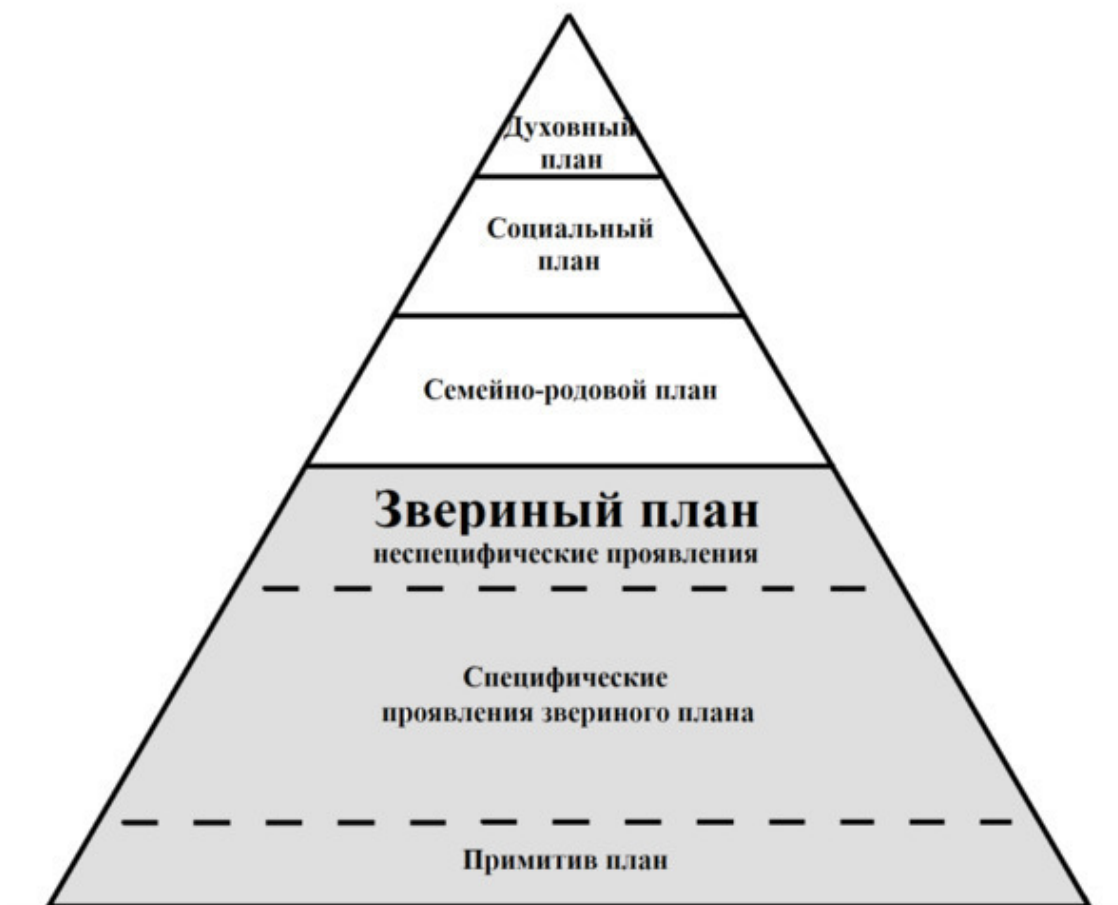 Духовный
план
Социальный
план
Семейно-родовой план
Звериный план
неспецифические проявления
Специфические
проявления звериного плана
Примитив план